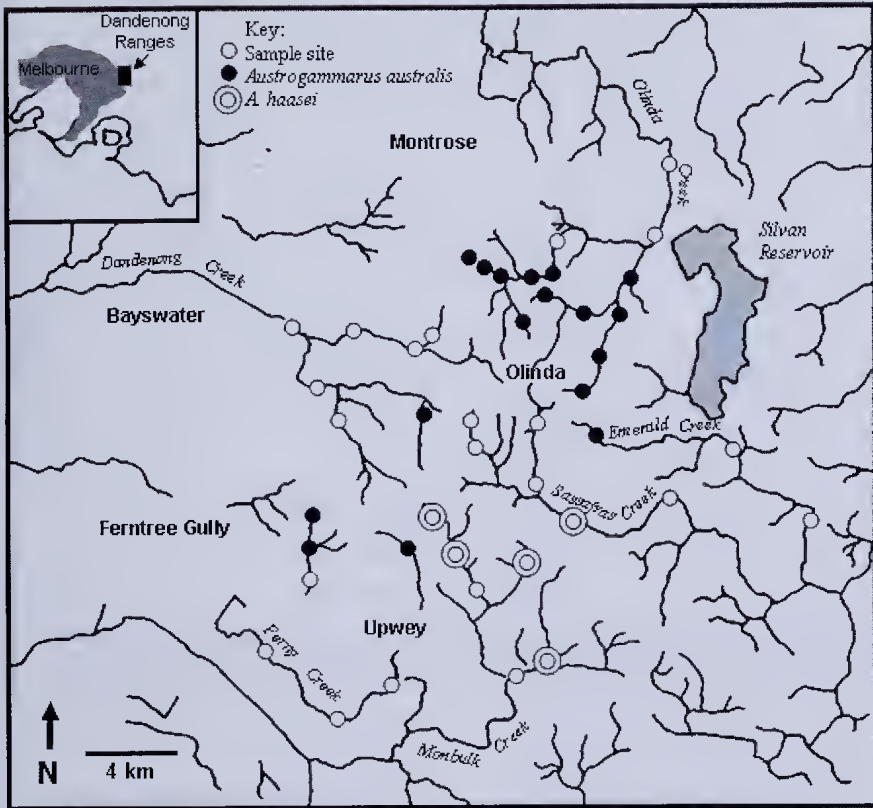 Dandenong
Ranges
Melbourne
Key:
Sample site
Austrogammarus australis
A. haasei
Montrose
Olinda
Creek
Silvan
Reservoir
Dandenong
Creek
Bayswater
Olinda
Emerald Creek
Sassafras Creek
Ferntree Gully
Upwey
Ferny
Creek
Monbulk
Creek
N
4 km